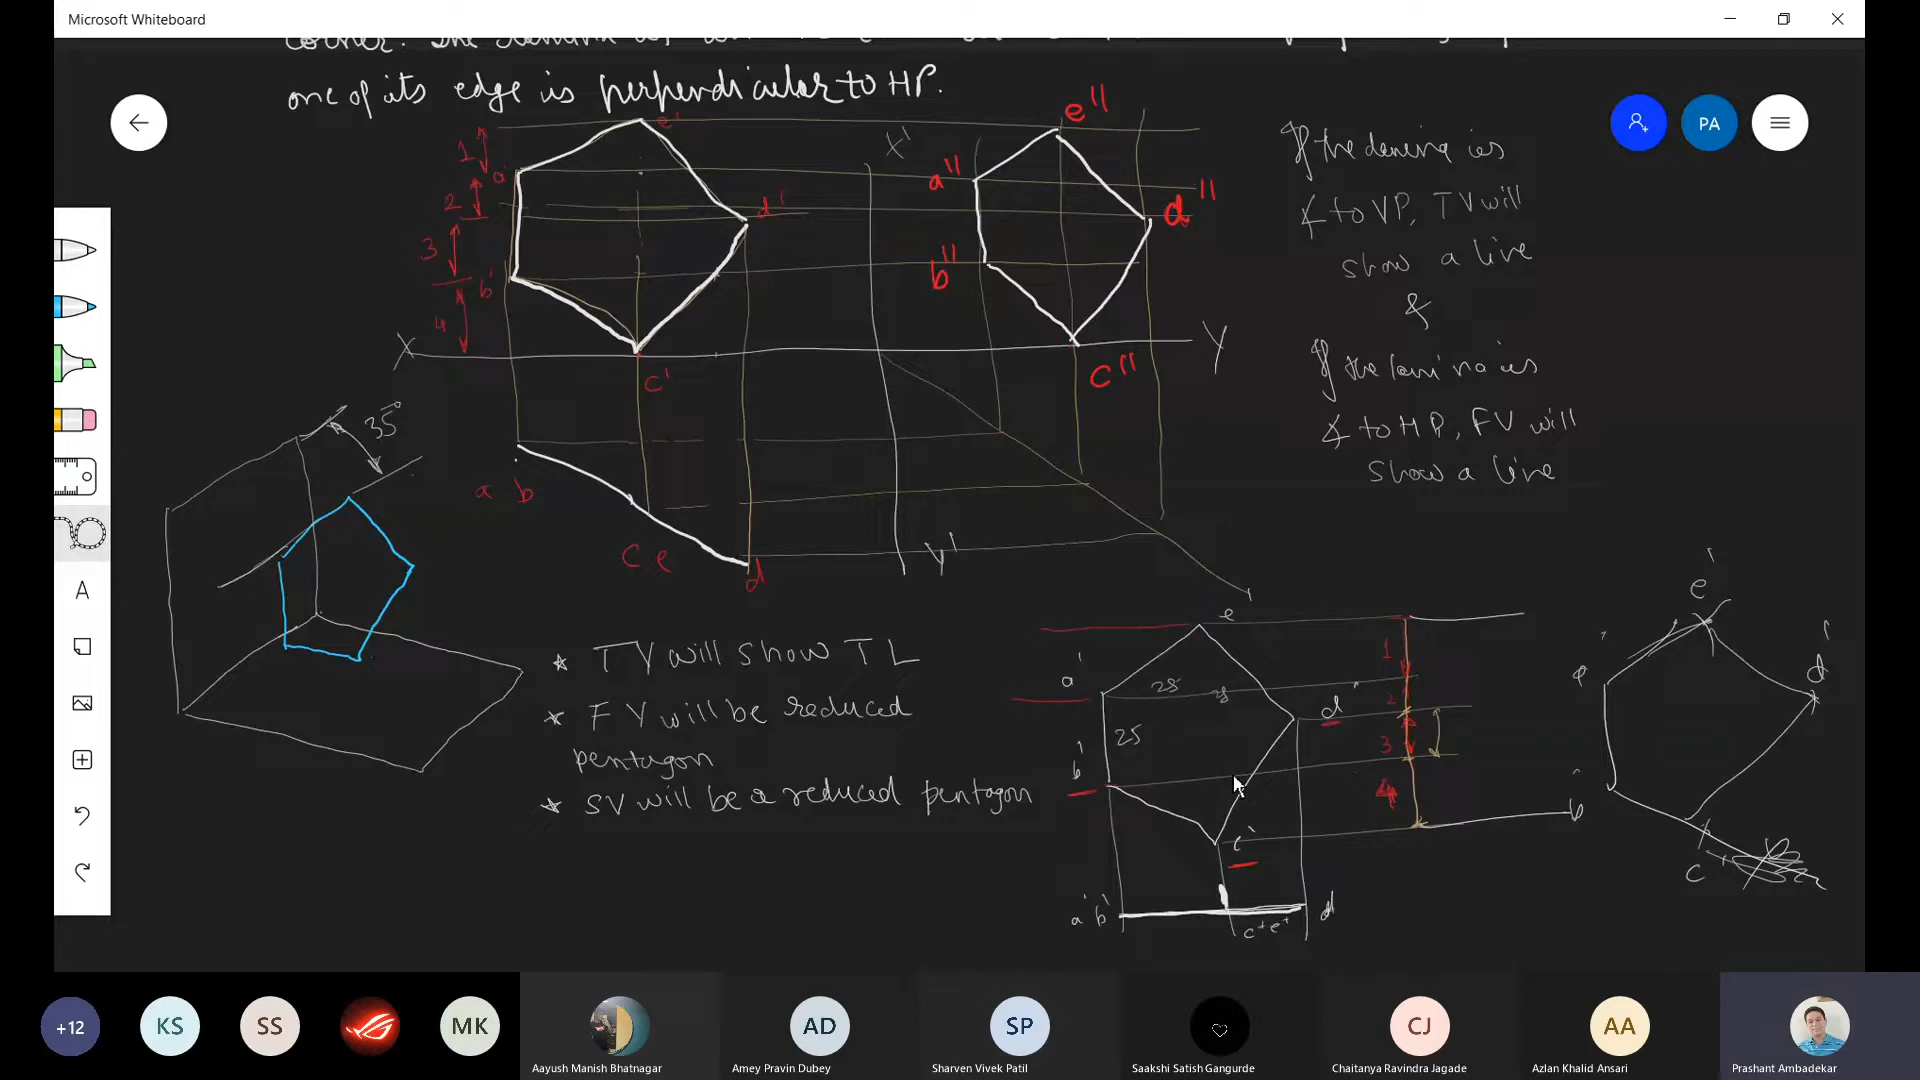 Microsoft Whiteboard
one of its edge is perpendicular to HP.
PA
e'
a'
d'
b'
c'
1
2
3
4
X
Y
X'
Y'
e"
a"
d"
b"
c"
a b
c e
d
35°
If the lamina is
∠ to VP, TV will
show a line
&
If the lamina is
∠ to HP, FV will
show a line
* TV will show TL
* FV will be reduced
pentagon
* SV will be a reduced pentagon
e'
a'
25
d'
25
b'
c'
1
2
3
4
a' b'
c' e'
d
e'
d'
b'
c'
A
+12
KS
SS
MK
AD
SP
CJ
AA
Aayush Manish Bhatnagar
Amey Pravin Dubey
Sharven Vivek Patil
Saakshi Satish Gangurde
Chaitanya Ravindra Jagade
Azlan Khalid Ansari
Prashant Ambadekar